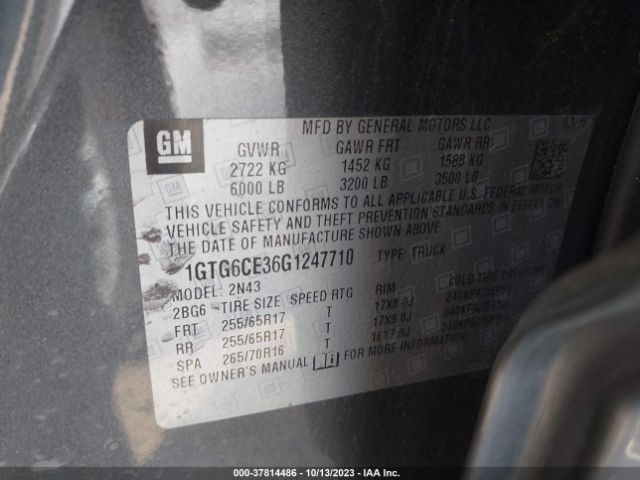 MFD BY GENERAL MOTORS LLC
GM
GVWR GAWR FRT GAWR RR
2722 KG 1452 KG 1588 KG
6000 LB 3200 LB 3500 LB
THIS VEHICLE CONFORMS TO ALL APPLICABLE U.S. FEDERAL MOTOR
VEHICLE SAFETY AND THEFT PREVENTION STANDARDS IN EFFECT ON
THE DATE OF MANUFACTURE SHOWN ABOVE.
1GTG6CE36G1247710 TYPE: TRUCK
MODEL: 2N43
2BG6 TIRE SIZE SPEED RTG RIM COLD TIRE PRESSURE
FRT 255/65R17 T 17X8.0J
RR 255/65R17 T 17X8.0J
SPA 265/70R16 T 16X7.0J
SEE OWNER'S MANUAL FOR MORE INFORMATION.
000-37814486 - 10/13/2023 - IAA Inc.